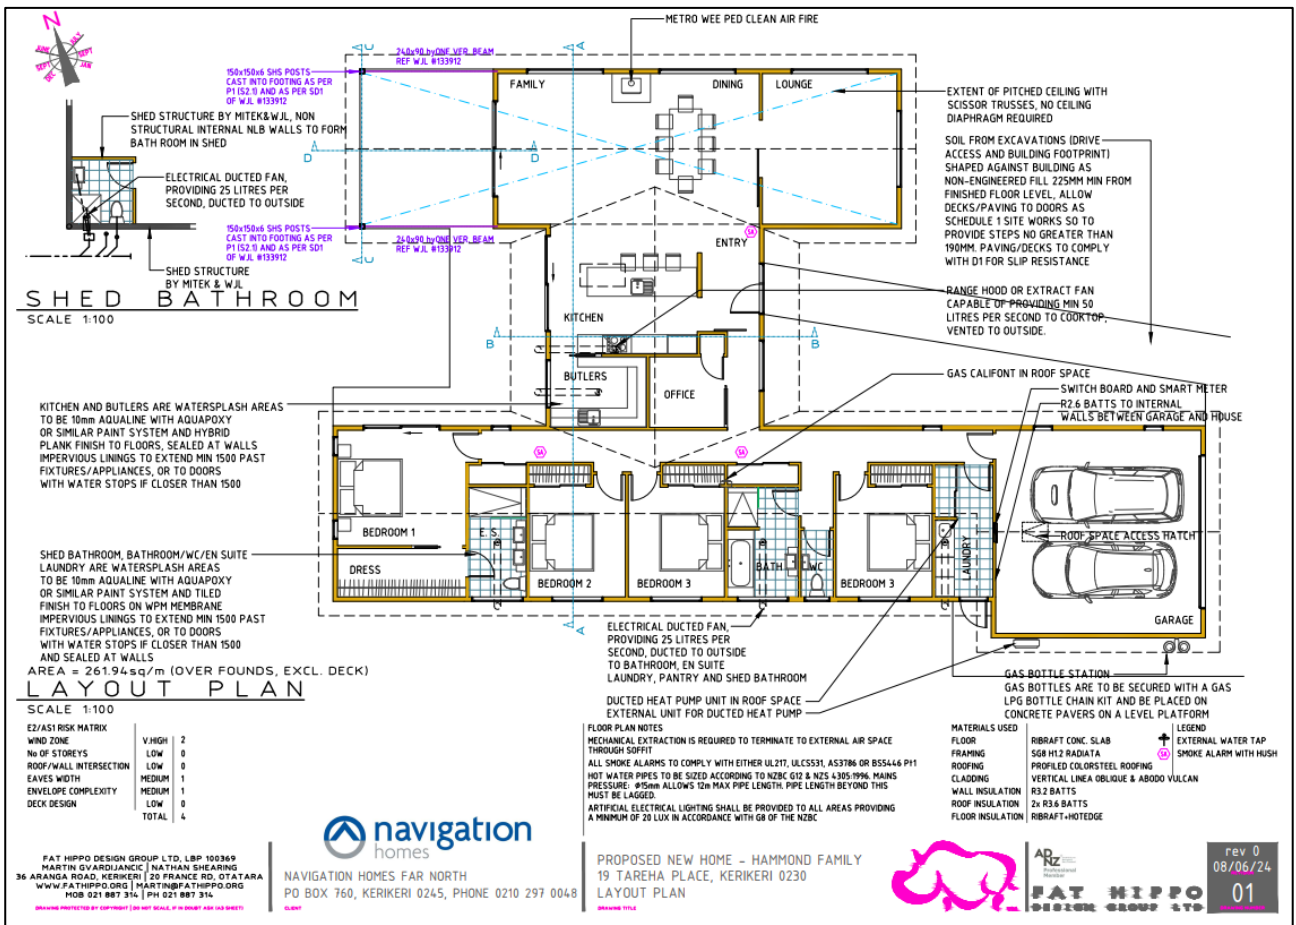 N
JUNE
JULY
SEPT
SEPT
DEC
JAN
METRO WEE PED CLEAN AIR FIRE
240x90 hyONE VER. BEAM
REF WJL #133912
150x150x6 SHS POSTS
CAST INTO FOOTING AS PER
P1 (S2.1) AND AS PER SD1
OF WJL #133912
SHED STRUCTURE BY MITEK&WJL, NON
STRUCTURAL INTERNAL NLB WALLS TO FORM
BATH ROOM IN SHED
ELECTRICAL DUCTED FAN,
PROVIDING 25 LITRES PER
SECOND, DUCTED TO OUTSIDE
150x150x6 SHS POSTS
CAST INTO FOOTING AS PER
P1 (S2.1) AND AS PER SD1
OF WJL #133912
240x90 hyONE VER. BEAM
REF WJL #133912
SHED STRUCTURE
BY MITEK & WJL
SHED BATHROOM
SCALE 1:100
C
A
D
D
C
FAMILY
DINING
LOUNGE
ENTRY
SA
KITCHEN
B
B
BUTLERS
OFFICE
EXTENT OF PITCHED CEILING WITH
SCISSOR TRUSSES, NO CEILING
DIAPHRAGM REQUIRED
SOIL FROM EXCAVATIONS (DRIVE
ACCESS AND BUILDING FOOTPRINT)
SHAPED AGAINST BUILDING AS
NON-ENGINEERED FILL 225MM MIN FROM
FINISHED FLOOR LEVEL, ALLOW
DECKS/PAVING TO DOORS AS
SCHEDULE 1 SITE WORKS SO TO
PROVIDE STEPS NO GREATER THAN
190MM. PAVING/DECKS TO COMPLY
WITH D1 FOR SLIP RESISTANCE
RANGE HOOD OR EXTRACT FAN
CAPABLE OF PROVIDING MIN 50
LITRES PER SECOND TO COOKTOP,
VENTED TO OUTSIDE.
GAS CALIFONT IN ROOF SPACE
SWITCH BOARD AND SMART METER
R2.6 BATTS TO INTERNAL
WALLS BETWEEN GARAGE AND HOUSE
KITCHEN AND BUTLERS ARE WATERSPLASH AREAS
TO BE 10mm AQUALINE WITH AQUAPOXY
OR SIMILAR PAINT SYSTEM AND HYBRID
PLANK FINISH TO FLOORS, SEALED AT WALLS
IMPERVIOUS LININGS TO EXTEND MIN 1500 PAST
FIXTURES/APPLIANCES, OR TO DOORS
WITH WATER STOPS IF CLOSER THAN 1500
SA
SA
BEDROOM 1
E. S.
DRESS
BEDROOM 2
BEDROOM 3
BATH
WC
BEDROOM 3
LAUNDRY
ROOF SPACE ACCESS HATCH
GARAGE
A
SHED BATHROOM, BATHROOM/WC/EN SUITE
LAUNDRY ARE WATERSPLASH AREAS
TO BE 10mm AQUALINE WITH AQUAPOXY
OR SIMILAR PAINT SYSTEM AND TILED
FINISH TO FLOORS ON WPM MEMBRANE
IMPERVIOUS LININGS TO EXTEND MIN 1500 PAST
FIXTURES/APPLIANCES, OR TO DOORS
WITH WATER STOPS IF CLOSER THAN 1500
AND SEALED AT WALLS
AREA = 261.94sq/m (OVER FOUNDS, EXCL. DECK)
LAYOUT PLAN
SCALE 1:100
ELECTRICAL DUCTED FAN,
PROVIDING 25 LITRES PER
SECOND, DUCTED TO OUTSIDE
TO BATHROOM, EN SUITE
LAUNDRY, PANTRY AND SHED BATHROOM
DUCTED HEAT PUMP UNIT IN ROOF SPACE
EXTERNAL UNIT FOR DUCTED HEAT PUMP
GAS BOTTLE STATION
GAS BOTTLES ARE TO BE SECURED WITH A GAS
LPG BOTTLE CHAIN KIT AND BE PLACED ON
CONCRETE PAVERS ON A LEVEL PLATFORM
E2/AS1 RISK MATRIX
WIND ZONE V.HIGH 2
No OF STOREYS LOW 0
ROOF/WALL INTERSECTION LOW 0
EAVES WIDTH MEDIUM 1
ENVELOPE COMPLEXITY MEDIUM 1
DECK DESIGN LOW 0
TOTAL 4
FLOOR PLAN NOTES
MECHANICAL EXTRACTION IS REQUIRED TO TERMINATE TO EXTERNAL AIR SPACE
THROUGH SOFFIT
ALL SMOKE ALARMS TO COMPLY WITH EITHER UL217, ULCS531, AS3786 OR BS5446 Pt1
HOT WATER PIPES TO BE SIZED ACCORDING TO NZBC G12 & NZS 4305:1996. MAINS
PRESSURE: Ø15mm ALLOWS 12m MAX PIPE LENGTH. PIPE LENGTH BEYOND THIS
MUST BE LAGGED.
ARTIFICIAL ELECTRICAL LIGHTING SHALL BE PROVIDED TO ALL AREAS PROVIDING
A MINIMUM OF 20 LUX IN ACCORDANCE WITH G8 OF THE NZBC
MATERIALS USED
FLOOR RIBRAFT CONC. SLAB
FRAMING SG8 H1.2 RADIATA
ROOFING PROFILED COLORSTEEL ROOFING
CLADDING VERTICAL LINEA OBLIQUE & ABODO VULCAN
WALL INSULATION R3.2 BATTS
ROOF INSULATION 2x R3.6 BATTS
FLOOR INSULATION RIBRAFT+HOTEDGE
LEGEND
EXTERNAL WATER TAP
SA SMOKE ALARM WITH HUSH
FAT HIPPO DESIGN GROUP LTD, LBP 100369
MARTIN GVARDIJANCIC | NATHAN SHEARING
36 ARANGA ROAD, KERIKERI | 20 FRANCE RD, OTATARA
WWW.FATHIPPO.ORG | MARTIN@FATHIPPO.ORG
MOB 021 887 314 | PH 021 887 314
DRAWING PROTECTED BY COPYRIGHT | DO NOT SCALE, IF IN DOUBT ASK (A3 SHEET)
navigation
homes
NAVIGATION HOMES FAR NORTH
PO BOX 760, KERIKERI 0245, PHONE 0210 297 0048
CLIENT
PROPOSED NEW HOME - HAMMOND FAMILY
19 TAREHA PLACE, KERIKERI 0230
LAYOUT PLAN
DRAWING TITLE
ADNZ
Professional
Member
FAT HIPPO
DESIGN GROUP LTD
rev 0
08/06/24
01